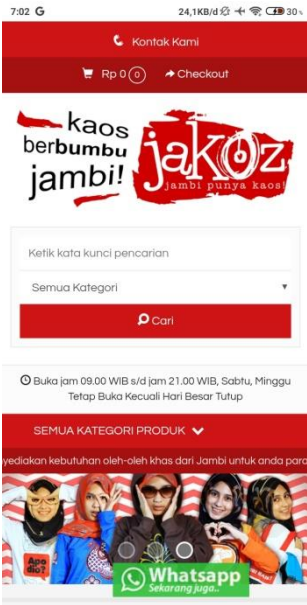 7:02 G 24,1KB/d 30
Kontak Kami
Rp 0 0 Checkout
kaos
berbumbu
jambi!
jakoz
jambi punya kaos!
Ketik kata kunci pencarian
Semua Kategori
Cari
Buka jam 09.00 WIB s/d jam 21.00 WIB, Sabtu, Minggu
Tetap Buka Kecuali Hari Besar Tutup
SEMUA KATEGORI PRODUK
yediakan kebutuhan oleh-oleh khas dari Jambi untuk anda para
Apo
dio?
Whatsapp
Sekarang juga..